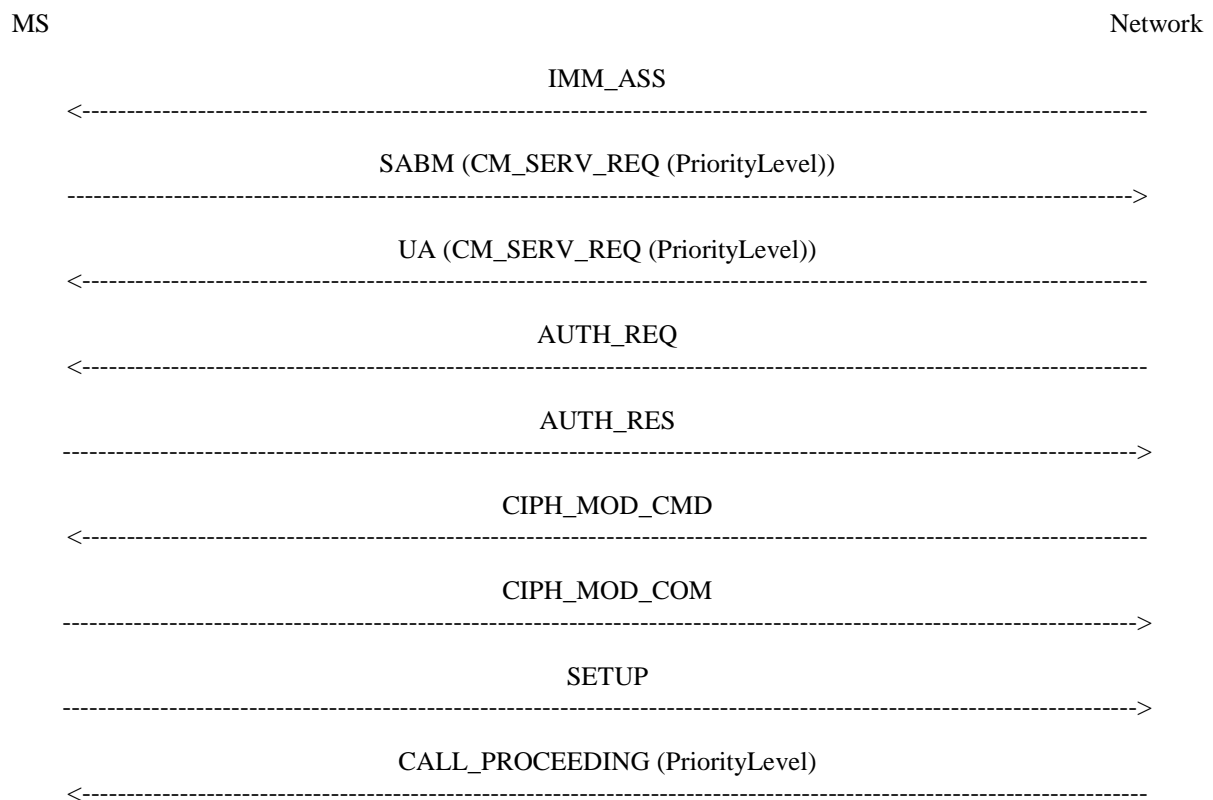 MS Network
IMM_ASS
SABM (CM_SERV_REQ (PriorityLevel))
UA (CM_SERV_REQ (PriorityLevel))
AUTH_REQ
AUTH_RES
CIPH_MOD_CMD
CIPH_MOD_COM
SETUP
CALL_PROCEEDING (PriorityLevel)